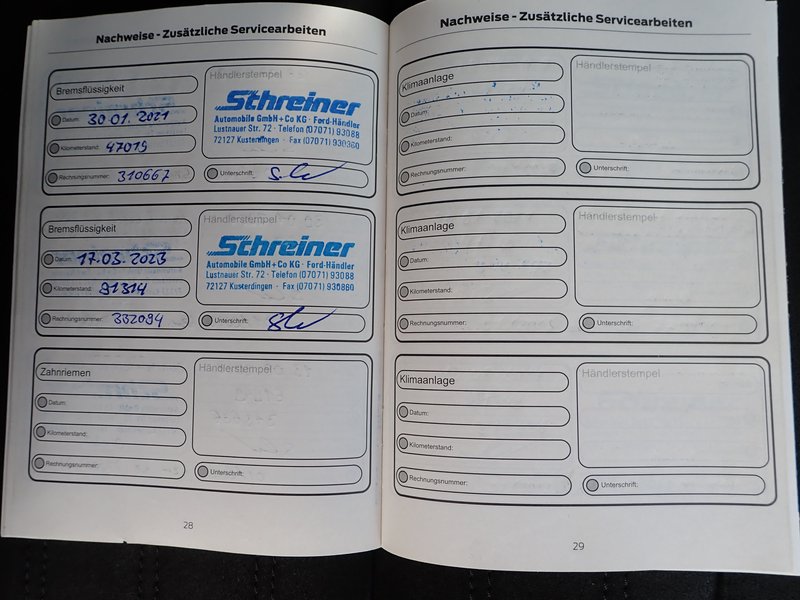 Nachweise - Zusätzliche Servicearbeiten
Bremsflüssigkeit
Datum: 30.01.2021
Kilometerstand: 47019
Rechnungsnummer: 310667
Händlerstempel
Schreiner
Automobile GmbH+Co KG · Ford-Händler
Lustnauer Str. 72 · Telefon (07071) 93088
72127 Kusterdingen · Fax (07071) 930880
Unterschrift:
Bremsflüssigkeit
Datum: 17.03.2023
Kilometerstand: 91314
Rechnungsnummer: 332094
Händlerstempel
Schreiner
Automobile GmbH+Co KG · Ford-Händler
Lustnauer Str. 72 · Telefon (07071) 93088
72127 Kusterdingen · Fax (07071) 930880
Unterschrift:
Zahnriemen
Datum:
Kilometerstand:
Rechnungsnummer:
Händlerstempel
Unterschrift:
28
Nachweise - Zusätzliche Servicearbeiten
Klimaanlage
Datum:
Kilometerstand:
Rechnungsnummer:
Händlerstempel
Unterschrift:
Klimaanlage
Datum:
Kilometerstand:
Rechnungsnummer:
Händlerstempel
Unterschrift:
Klimaanlage
Datum:
Kilometerstand:
Rechnungsnummer:
Händlerstempel
Unterschrift:
29